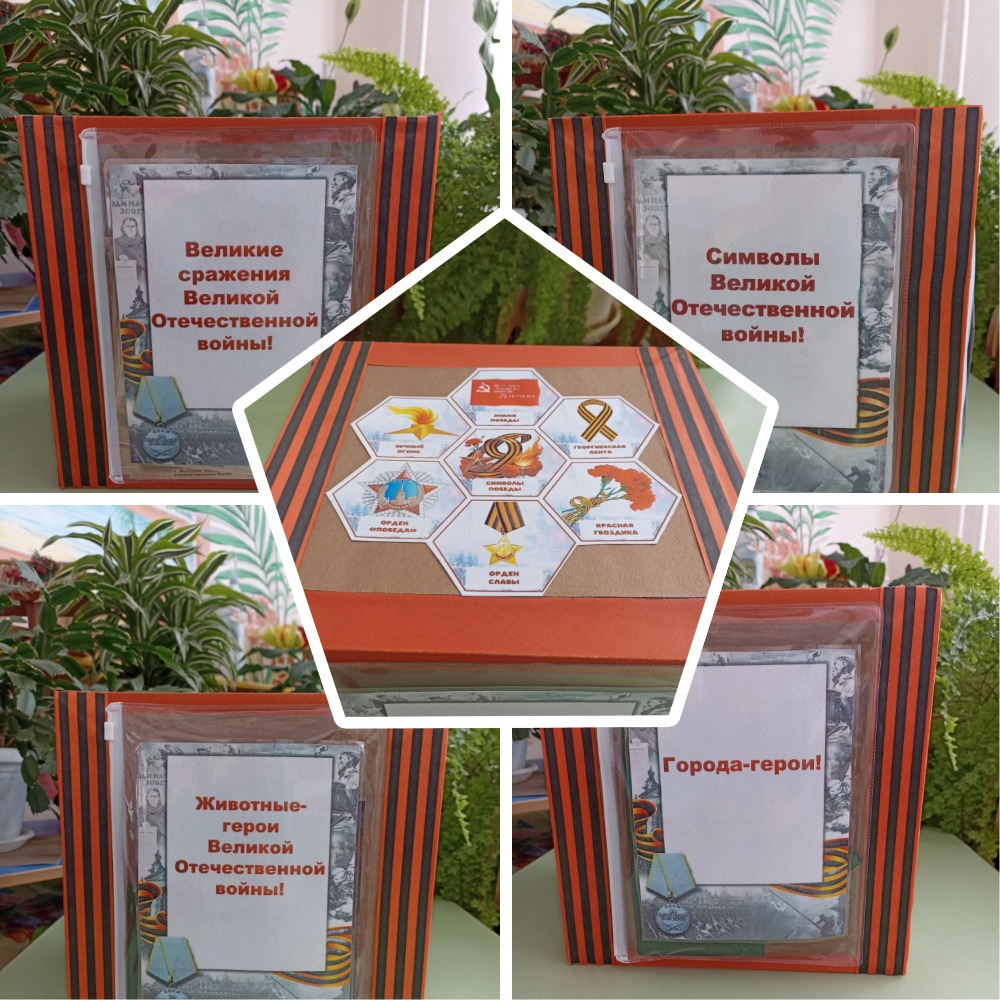 Великие
сражения
Великой
Отечественной
войны!
Символы
Великой
Отечественной
войны!
ЗНАМЯ
ПОБЕДЫ
ВЕЧНЫЙ
ОГОНЬ
ГЕОРГИЕВСКАЯ
ЛЕНТА
СИМВОЛЫ
ПОБЕДЫ
ОРДЕН
«ПОБЕДА»
КРАСНАЯ
ГВОЗДИКА
ОРДЕН
СЛАВЫ
Животные-
герои
Великой
Отечественной
войны!
Города-герои!